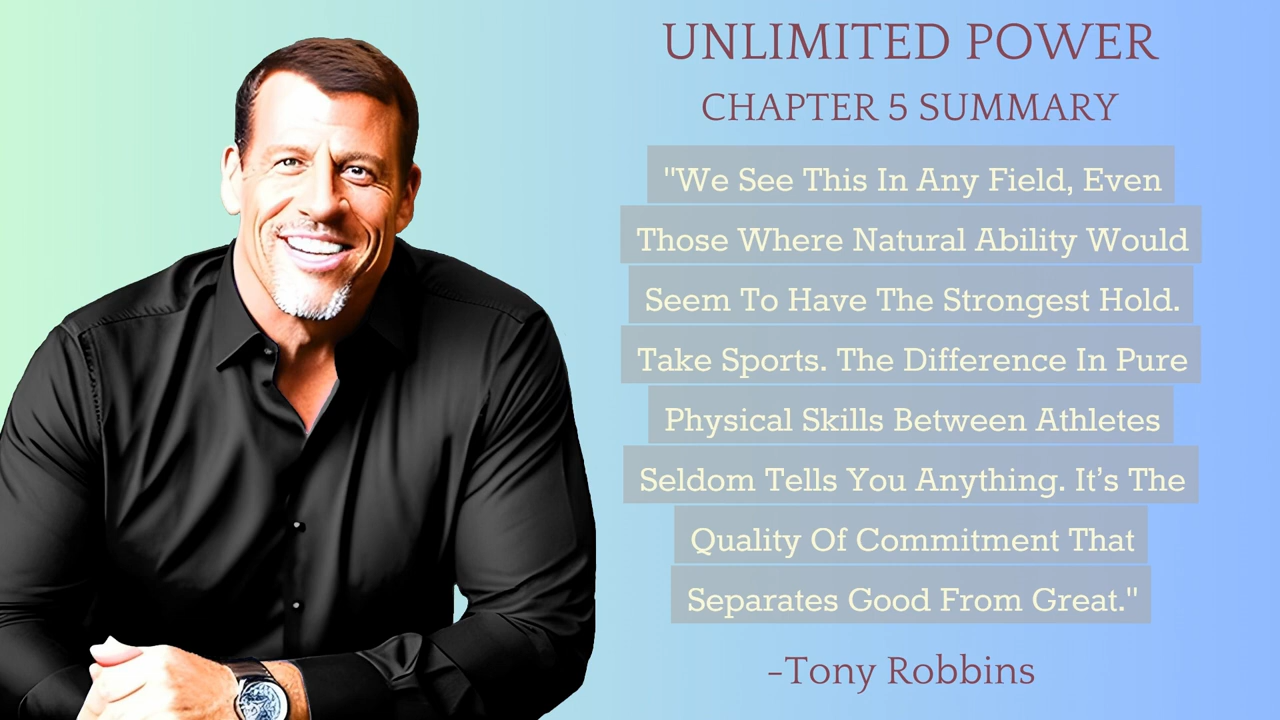 UNLIMITED POWER
CHAPTER 5 SUMMARY
"We See This In Any Field, Even
Those Where Natural Ability Would
Seem To Have The Strongest Hold.
Take Sports. The Difference In Pure
Physical Skills Between Athletes
Seldom Tells You Anything. It’s The
Quality Of Commitment That
Separates Good From Great."
–Tony Robbins